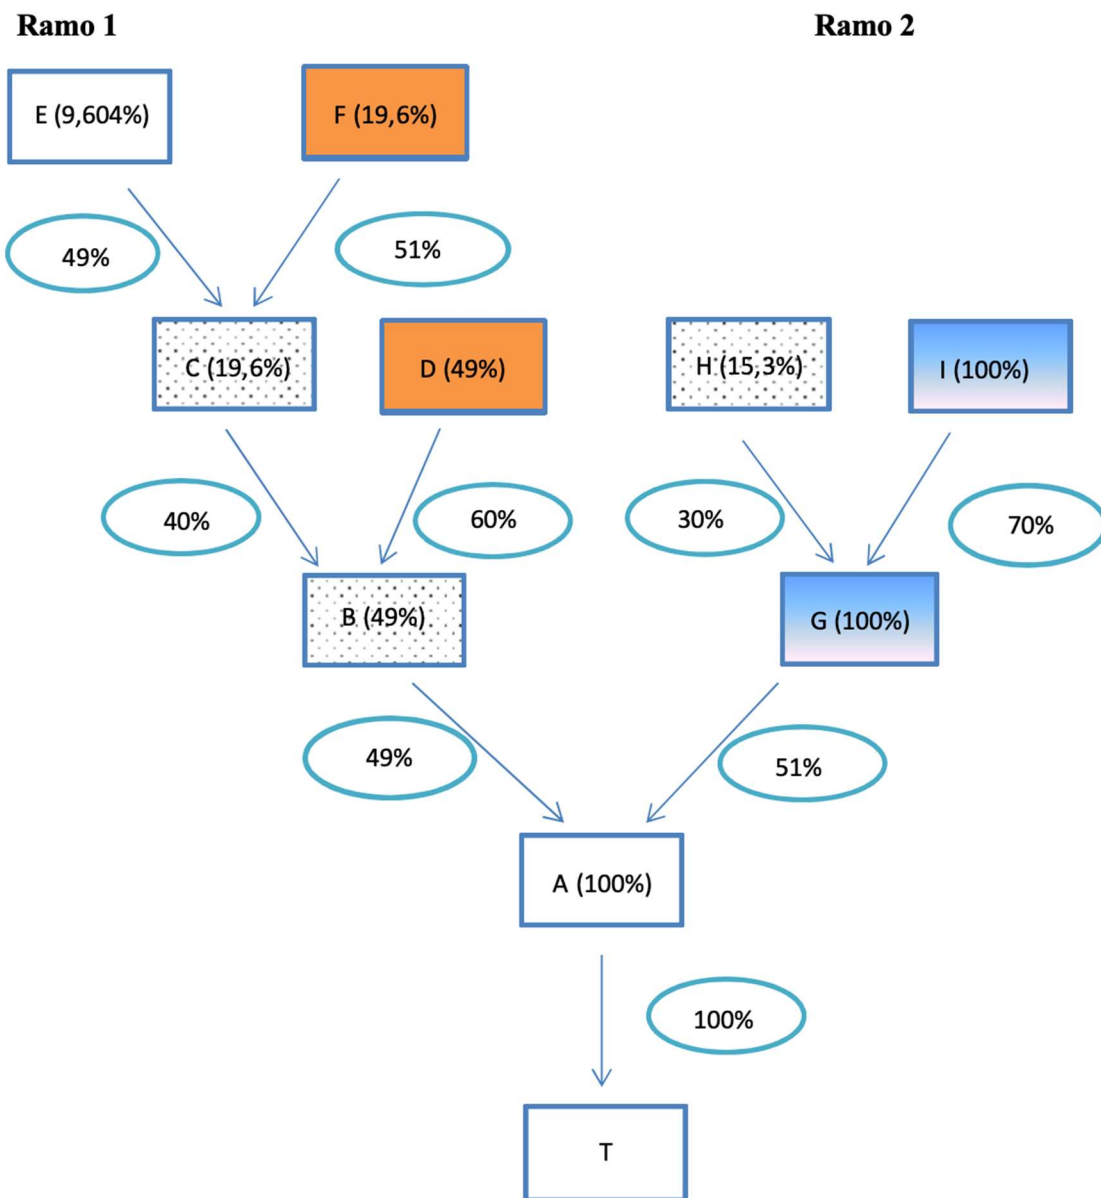 Ramo 1
Ramo 2
E (9,604%)
F (19,6%)
49%
51%
C (19,6%)
D (49%)
H (15,3%)
I (100%)
40%
60%
30%
70%
B (49%)
G (100%)
49%
51%
A (100%)
100%
T